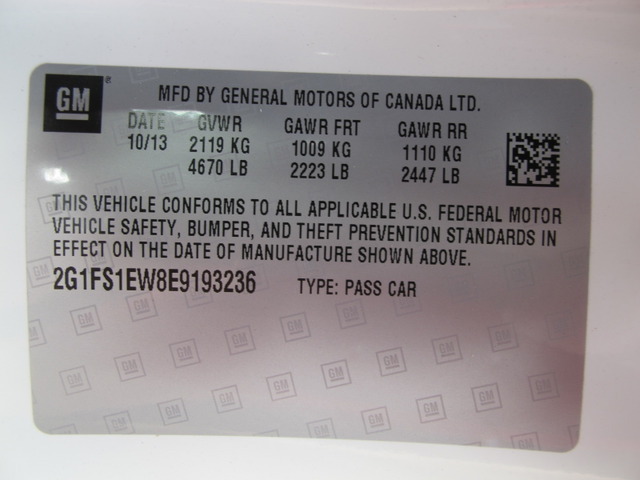 GM
MFD BY GENERAL MOTORS OF CANADA LTD.
DATE GVWR GAWR FRT GAWR RR
10/13 2119 KG 1009 KG 1110 KG
4670 LB 2223 LB 2447 LB
THIS VEHICLE CONFORMS TO ALL APPLICABLE U.S. FEDERAL MOTOR
VEHICLE SAFETY, BUMPER, AND THEFT PREVENTION STANDARDS IN
EFFECT ON THE DATE OF MANUFACTURE SHOWN ABOVE.
2G1FS1EW8E9193236 TYPE: PASS CAR